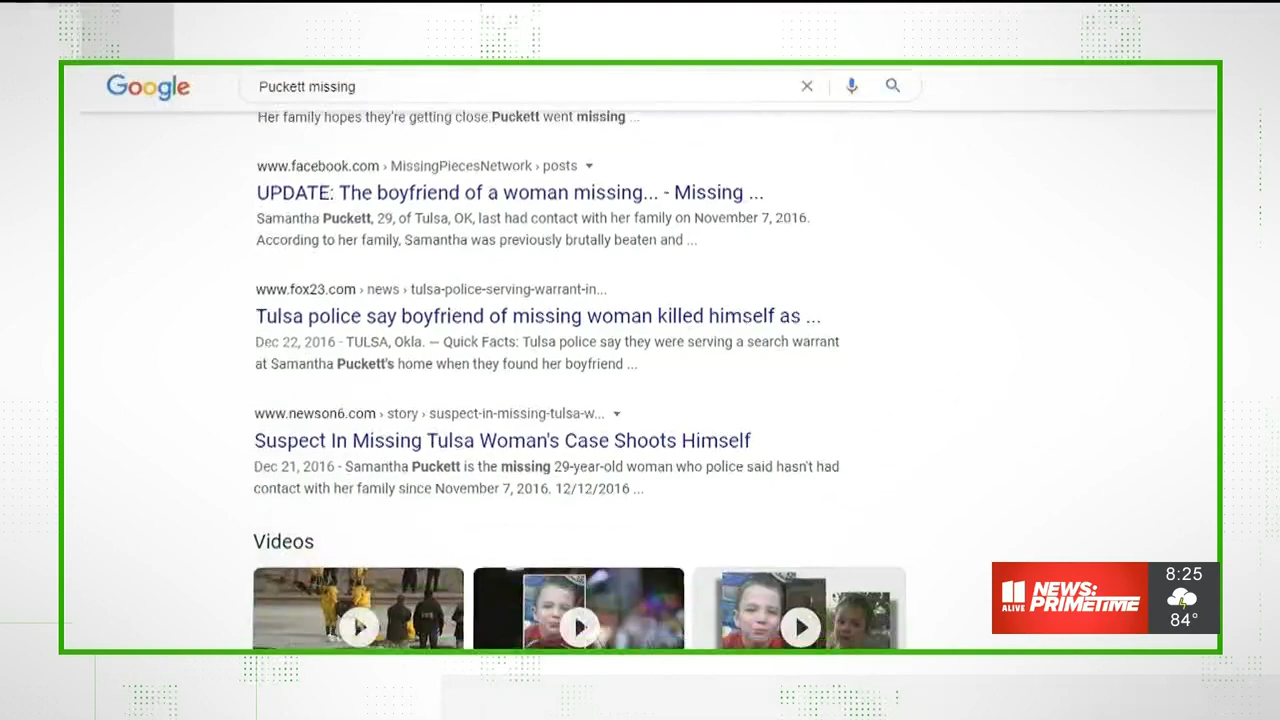 Google
Puckett missing
Her family hopes they're getting close.Puckett went missing ...
www.facebook.com › MissingPiecesNetwork › posts
UPDATE: The boyfriend of a woman missing... - Missing ...
Samantha Puckett, 29, of Tulsa, OK, last had contact with her family on November 7, 2016.
According to her family, Samantha was previously brutally beaten and ...
www.fox23.com › news › tulsa-police-serving-warrant-in...
Tulsa police say boyfriend of missing woman killed himself as ...
Dec 22, 2016 - TULSA, Okla. — Quick Facts: Tulsa police say they were serving a search warrant
at Samantha Puckett's home when they found her boyfriend ...
www.newson6.com › story › suspect-in-missing-tulsa-w...
Suspect In Missing Tulsa Woman's Case Shoots Himself
Dec 21, 2016 - Samantha Puckett is the missing 29-year-old woman who police said hasn't had
contact with her family since November 7, 2016. 12/12/2016 ...
Videos
11 ALIVE NEWS: PRIMETIME
8:25
84°